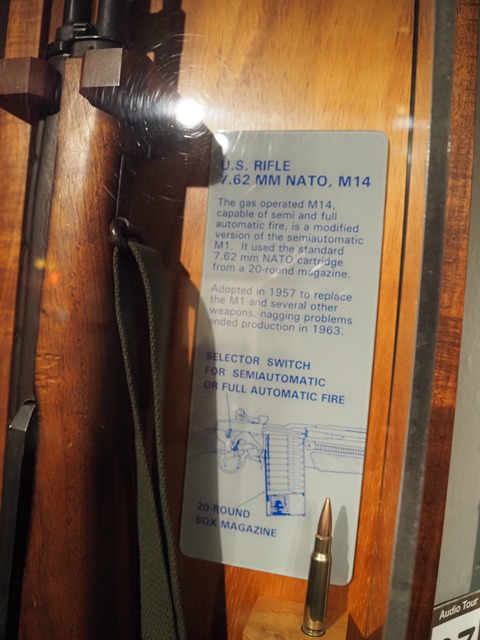 U.S. RIFLE
7.62 MM NATO, M14
The gas operated M14,
capable of semi and full
automatic fire, is a modified
version of the semiautomatic
M1. It used the standard
7.62 mm NATO cartridge
from a 20-round magazine.
Adopted in 1957 to replace
the M1 and several other
weapons, nagging problems
ended production in 1963.
SELECTOR SWITCH
FOR SEMIAUTOMATIC
OR FULL AUTOMATIC FIRE
20-ROUND
BOX MAGAZINE
Audio Tour